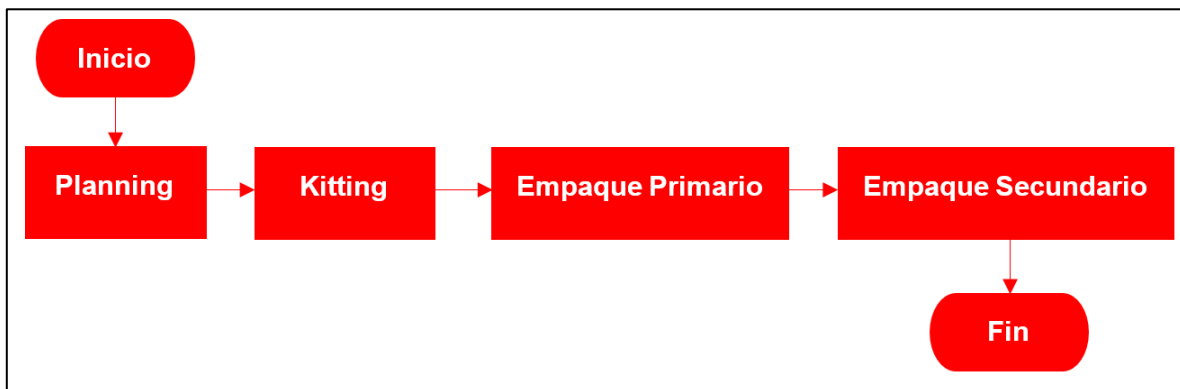 Inicio
Planning
Kitting
Empaque Primario
Empaque Secundario
Fin